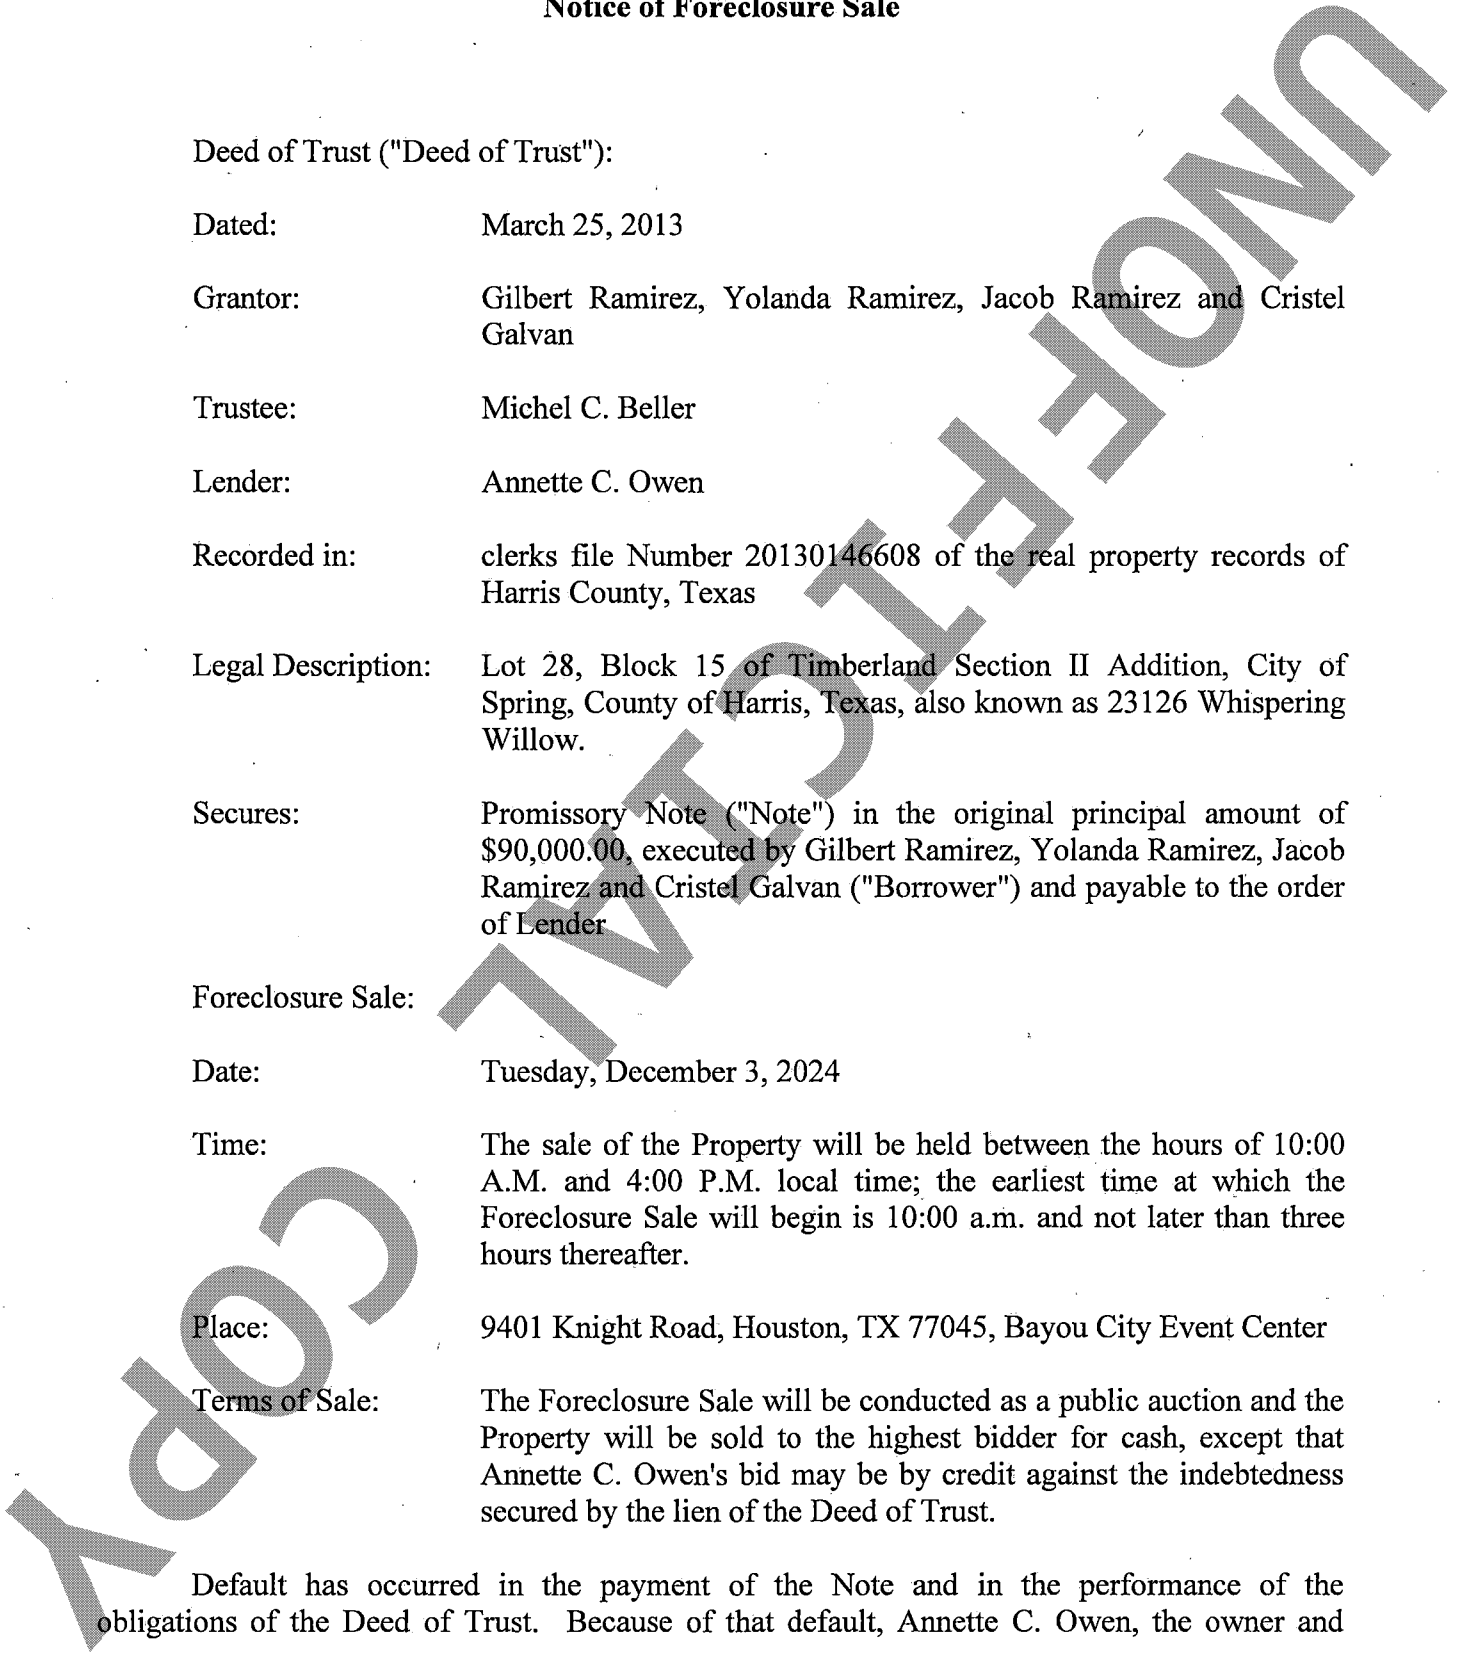 Notice of Foreclosure Sale
Deed of Trust ("Deed of Trust"):
Dated: March 25, 2013
Grantor: Gilbert Ramirez, Yolanda Ramirez, Jacob Ramirez and Cristel
Galvan
Trustee: Michel C. Beller
Lender: Annette C. Owen
Recorded in: clerks file Number 20130146608 of the real property records of
Harris County, Texas
Legal Description: Lot 28, Block 15 of Timberland Section II Addition, City of
Spring, County of Harris, Texas, also known as 23126 Whispering
Willow.
Secures: Promissory Note ("Note") in the original principal amount of
$90,000.00, executed by Gilbert Ramirez, Yolanda Ramirez, Jacob
Ramirez and Cristel Galvan ("Borrower") and payable to the order
of Lender
Foreclosure Sale:
Date: Tuesday, December 3, 2024
Time: The sale of the Property will be held between the hours of 10:00
A.M. and 4:00 P.M. local time; the earliest time at which the
Foreclosure Sale will begin is 10:00 a.m. and not later than three
hours thereafter.
Place: 9401 Knight Road, Houston, TX 77045, Bayou City Event Center
Terms of Sale: The Foreclosure Sale will be conducted as a public auction and the
Property will be sold to the highest bidder for cash, except that
Annette C. Owen's bid may be by credit against the indebtedness
secured by the lien of the Deed of Trust.
Default has occurred in the payment of the Note and in the performance of the
obligations of the Deed of Trust. Because of that default, Annette C. Owen, the owner and
UNOFFICIAL COPY